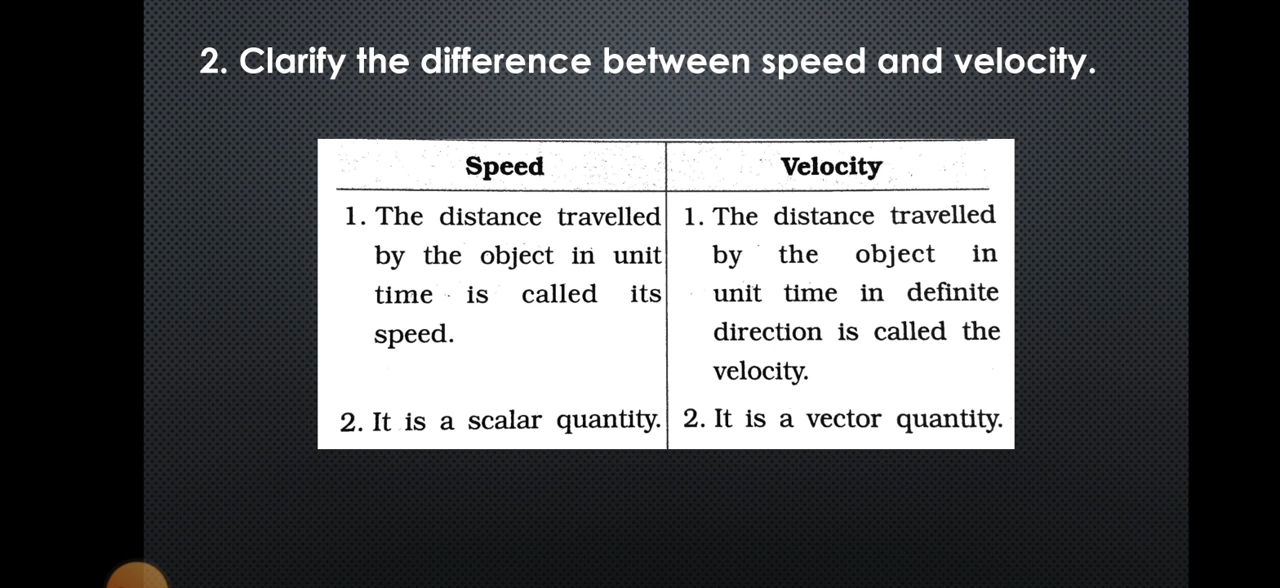 2. Clarify the difference between speed and velocity.
Speed
1. The distance travelled
by the object in unit
time is called its
speed.
2. It is a scalar quantity.
Velocity
1. The distance travelled
by the object in
unit time in definite
direction is called the
velocity.
2. It is a vector quantity.